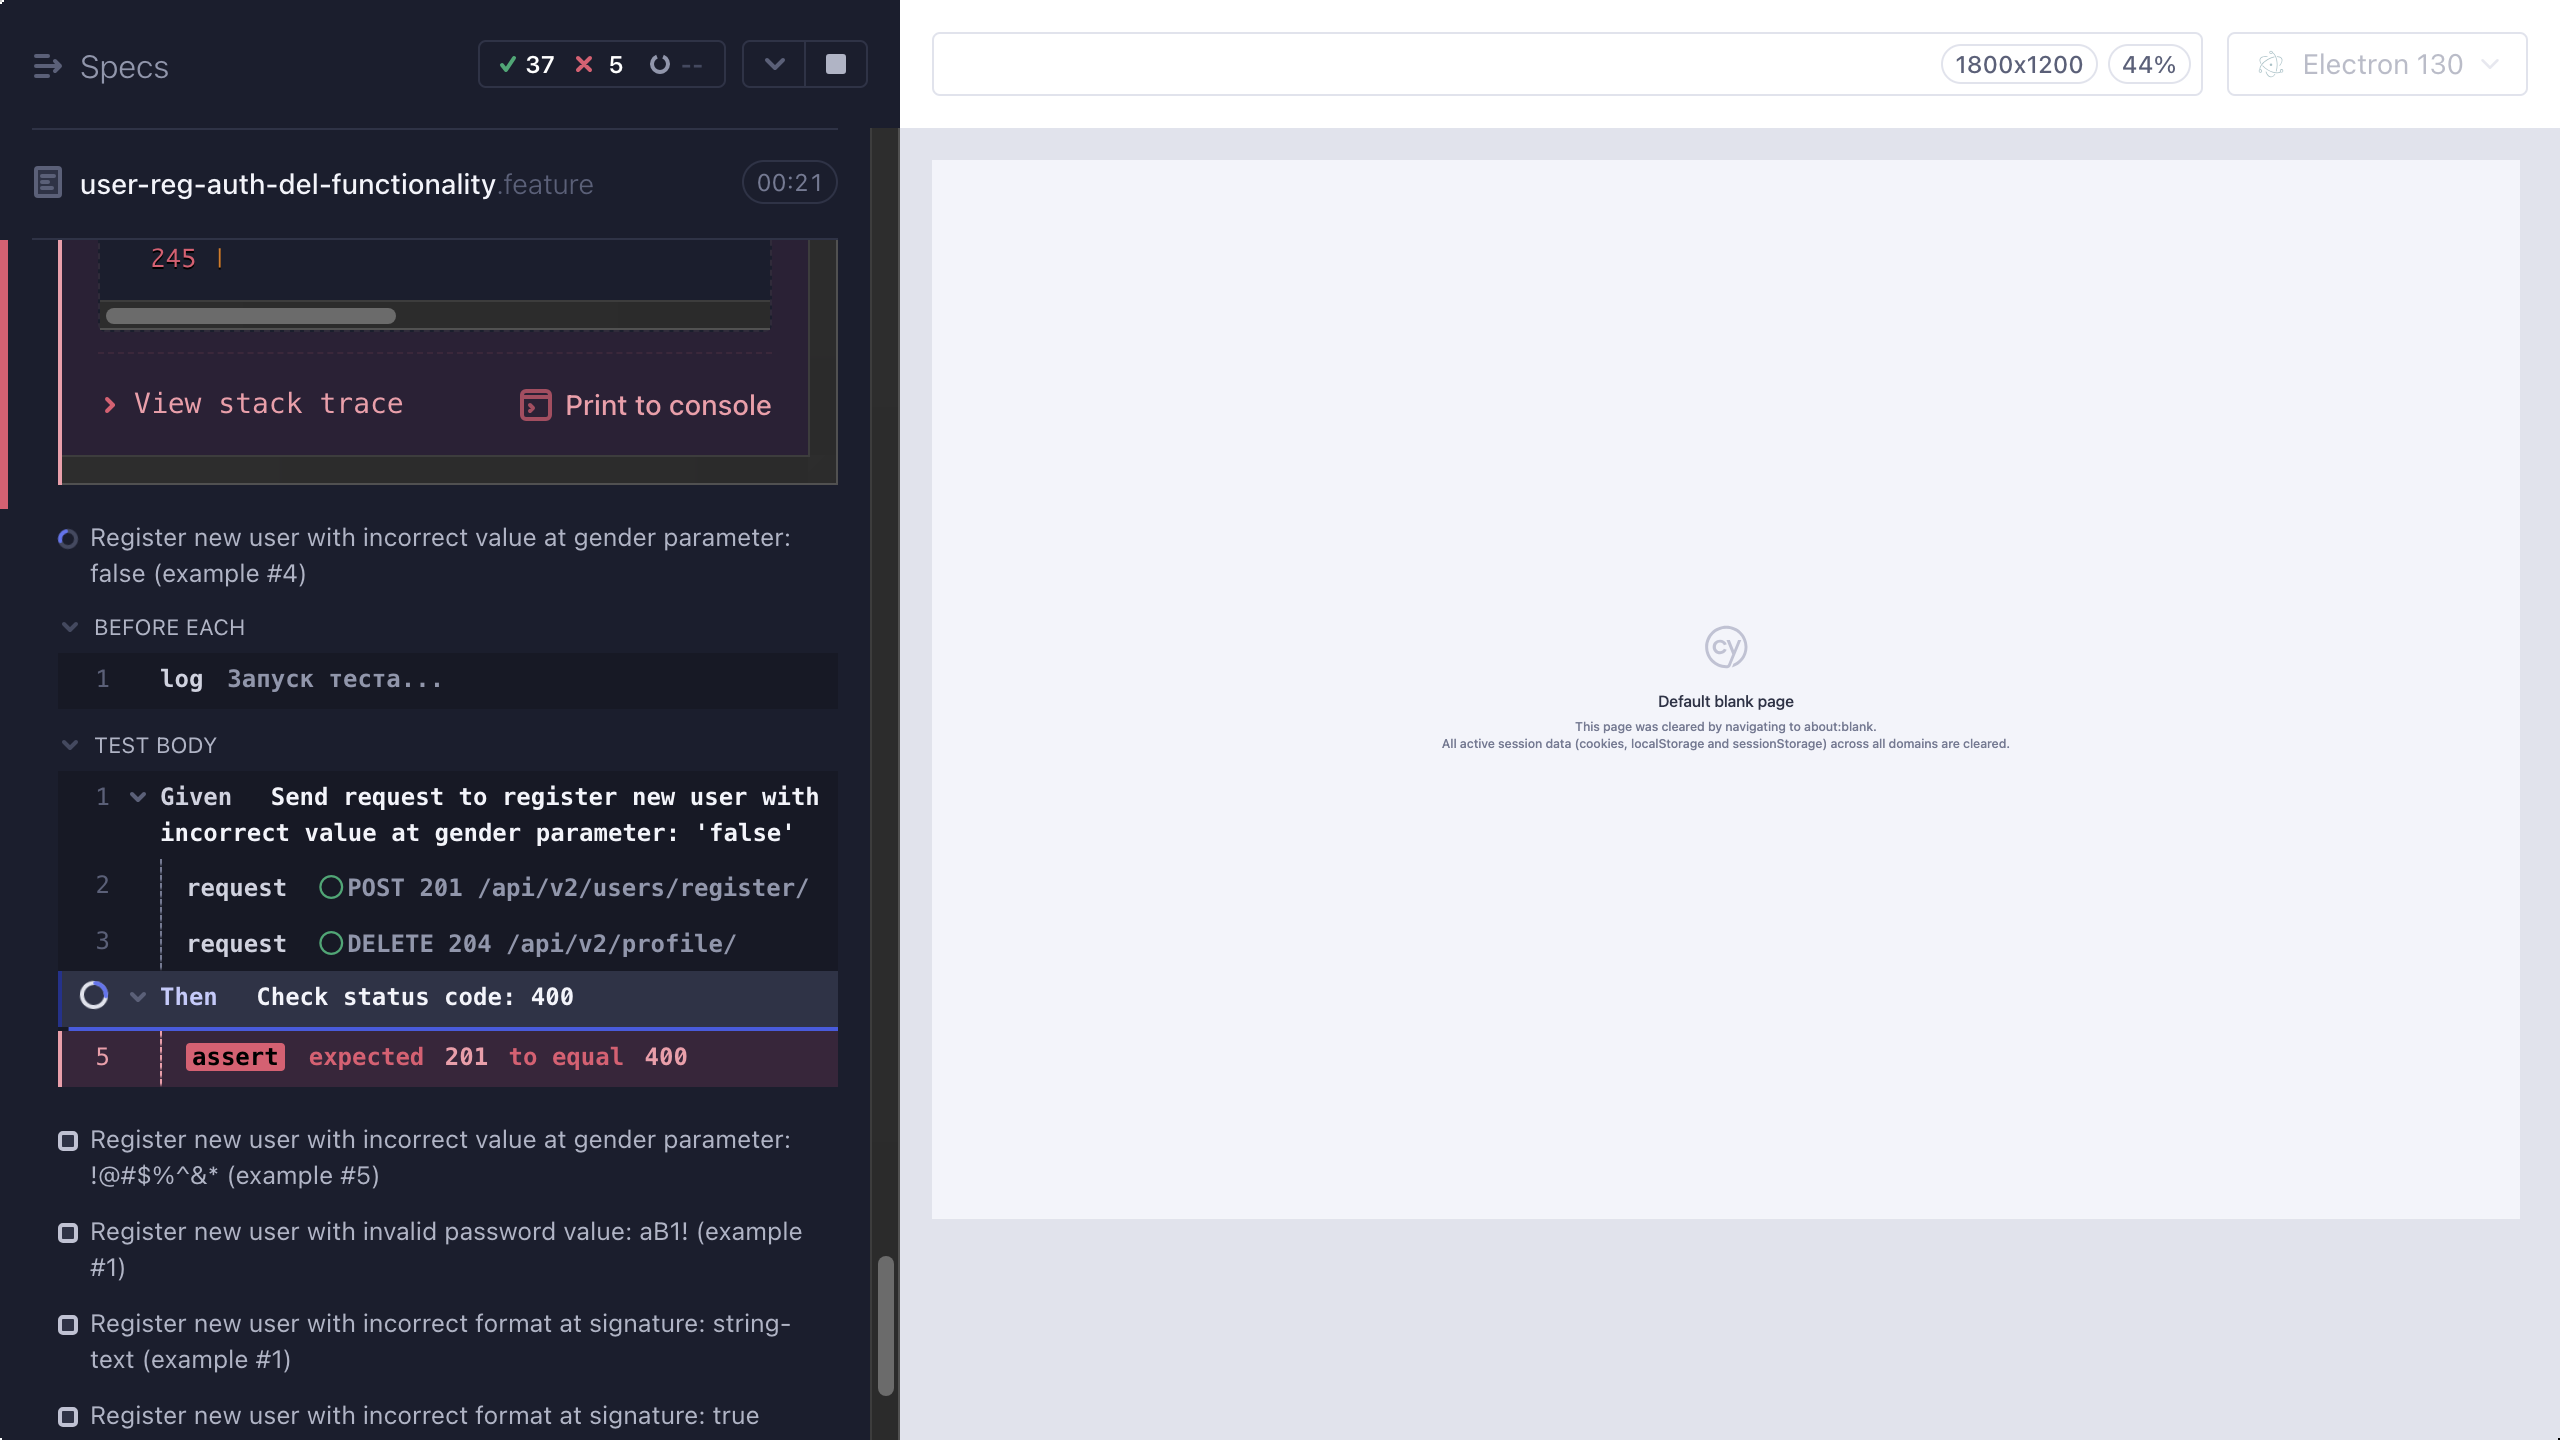 Specs
37 5 --
user-reg-auth-del-functionality.feature 00:21
245 |
View stack trace
Print to console
Register new user with incorrect value at gender parameter:
false (example #4)
BEFORE EACH
1 log Запуск теста...
TEST BODY
1 Given Send request to register new user with
incorrect value at gender parameter: 'false'
2 request POST 201 /api/v2/users/register/
3 request DELETE 204 /api/v2/profile/
Then Check status code: 400
5 assert expected 201 to equal 400
Register new user with incorrect value at gender parameter:
!@#$%^&* (example #5)
Register new user with invalid password value: aB1! (example
#1)
Register new user with incorrect format at signature: string-
text (example #1)
Register new user with incorrect format at signature: true
1800x1200 44%
Electron 130
cy
Default blank page
This page was cleared by navigating to about:blank.
All active session data (cookies, localStorage and sessionStorage) across all domains are cleared.